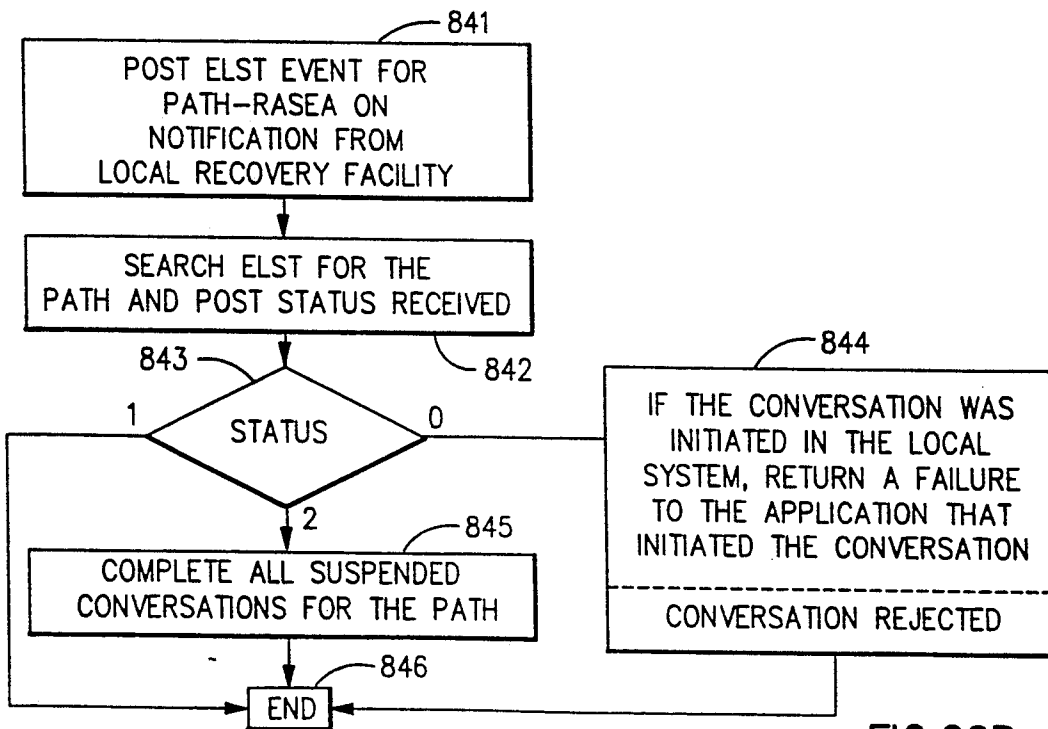 841
POST ELST EVENT FOR
PATH-RASEA ON
NOTIFICATION FROM
LOCAL RECOVERY FACILITY
SEARCH ELST FOR THE
PATH AND POST STATUS RECEIVED
842
843
STATUS
1
0
2
844
IF THE CONVERSATION WAS
INITIATED IN THE LOCAL
SYSTEM, RETURN A FAILURE
TO THE APPLICATION THAT
INITIATED THE CONVERSATION
CONVERSATION REJECTED
845
COMPLETE ALL SUSPENDED
CONVERSATIONS FOR THE PATH
846
END